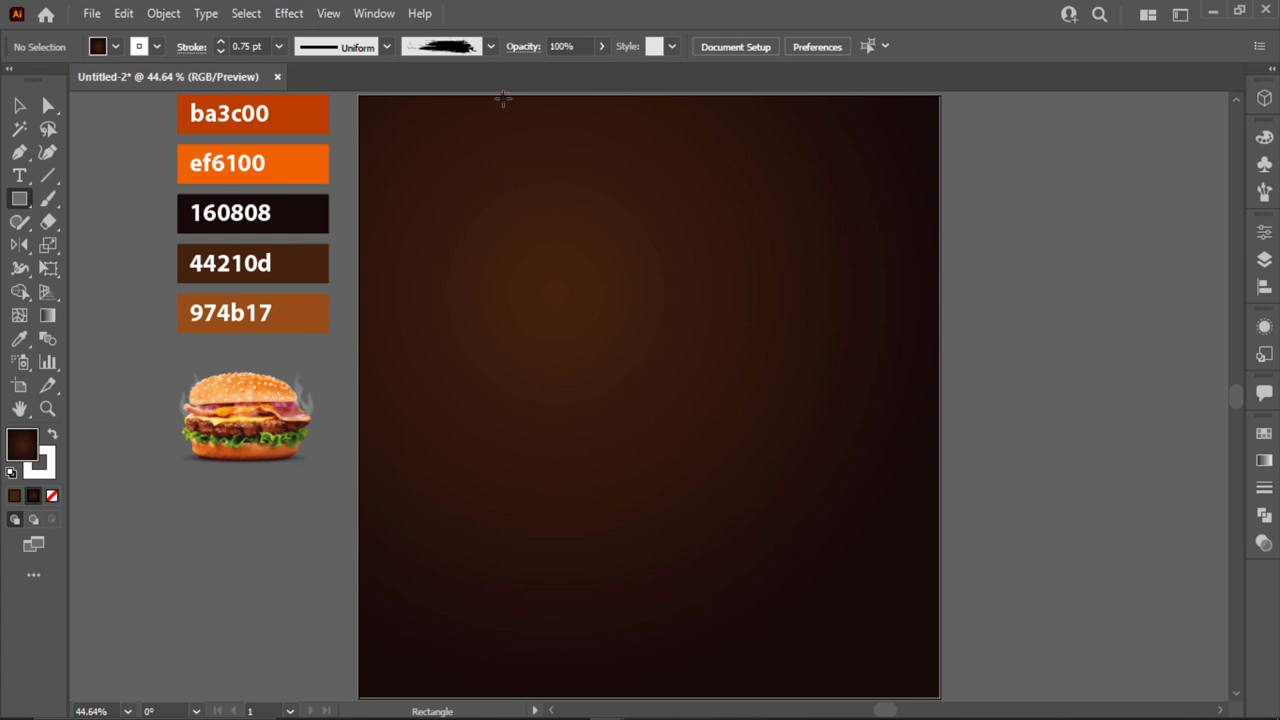 Ai File Edit Object Type Select Effect View Window Help
No Selection Stroke: 0.75 pt Uniform Opacity: 100% Style: Document Setup Preferences
Untitled-2* @ 44.64 % (RGB/Preview) ×
ba3c00
ef6100
160808
44210d
974b17
44.64% 0° 1 Rectangle